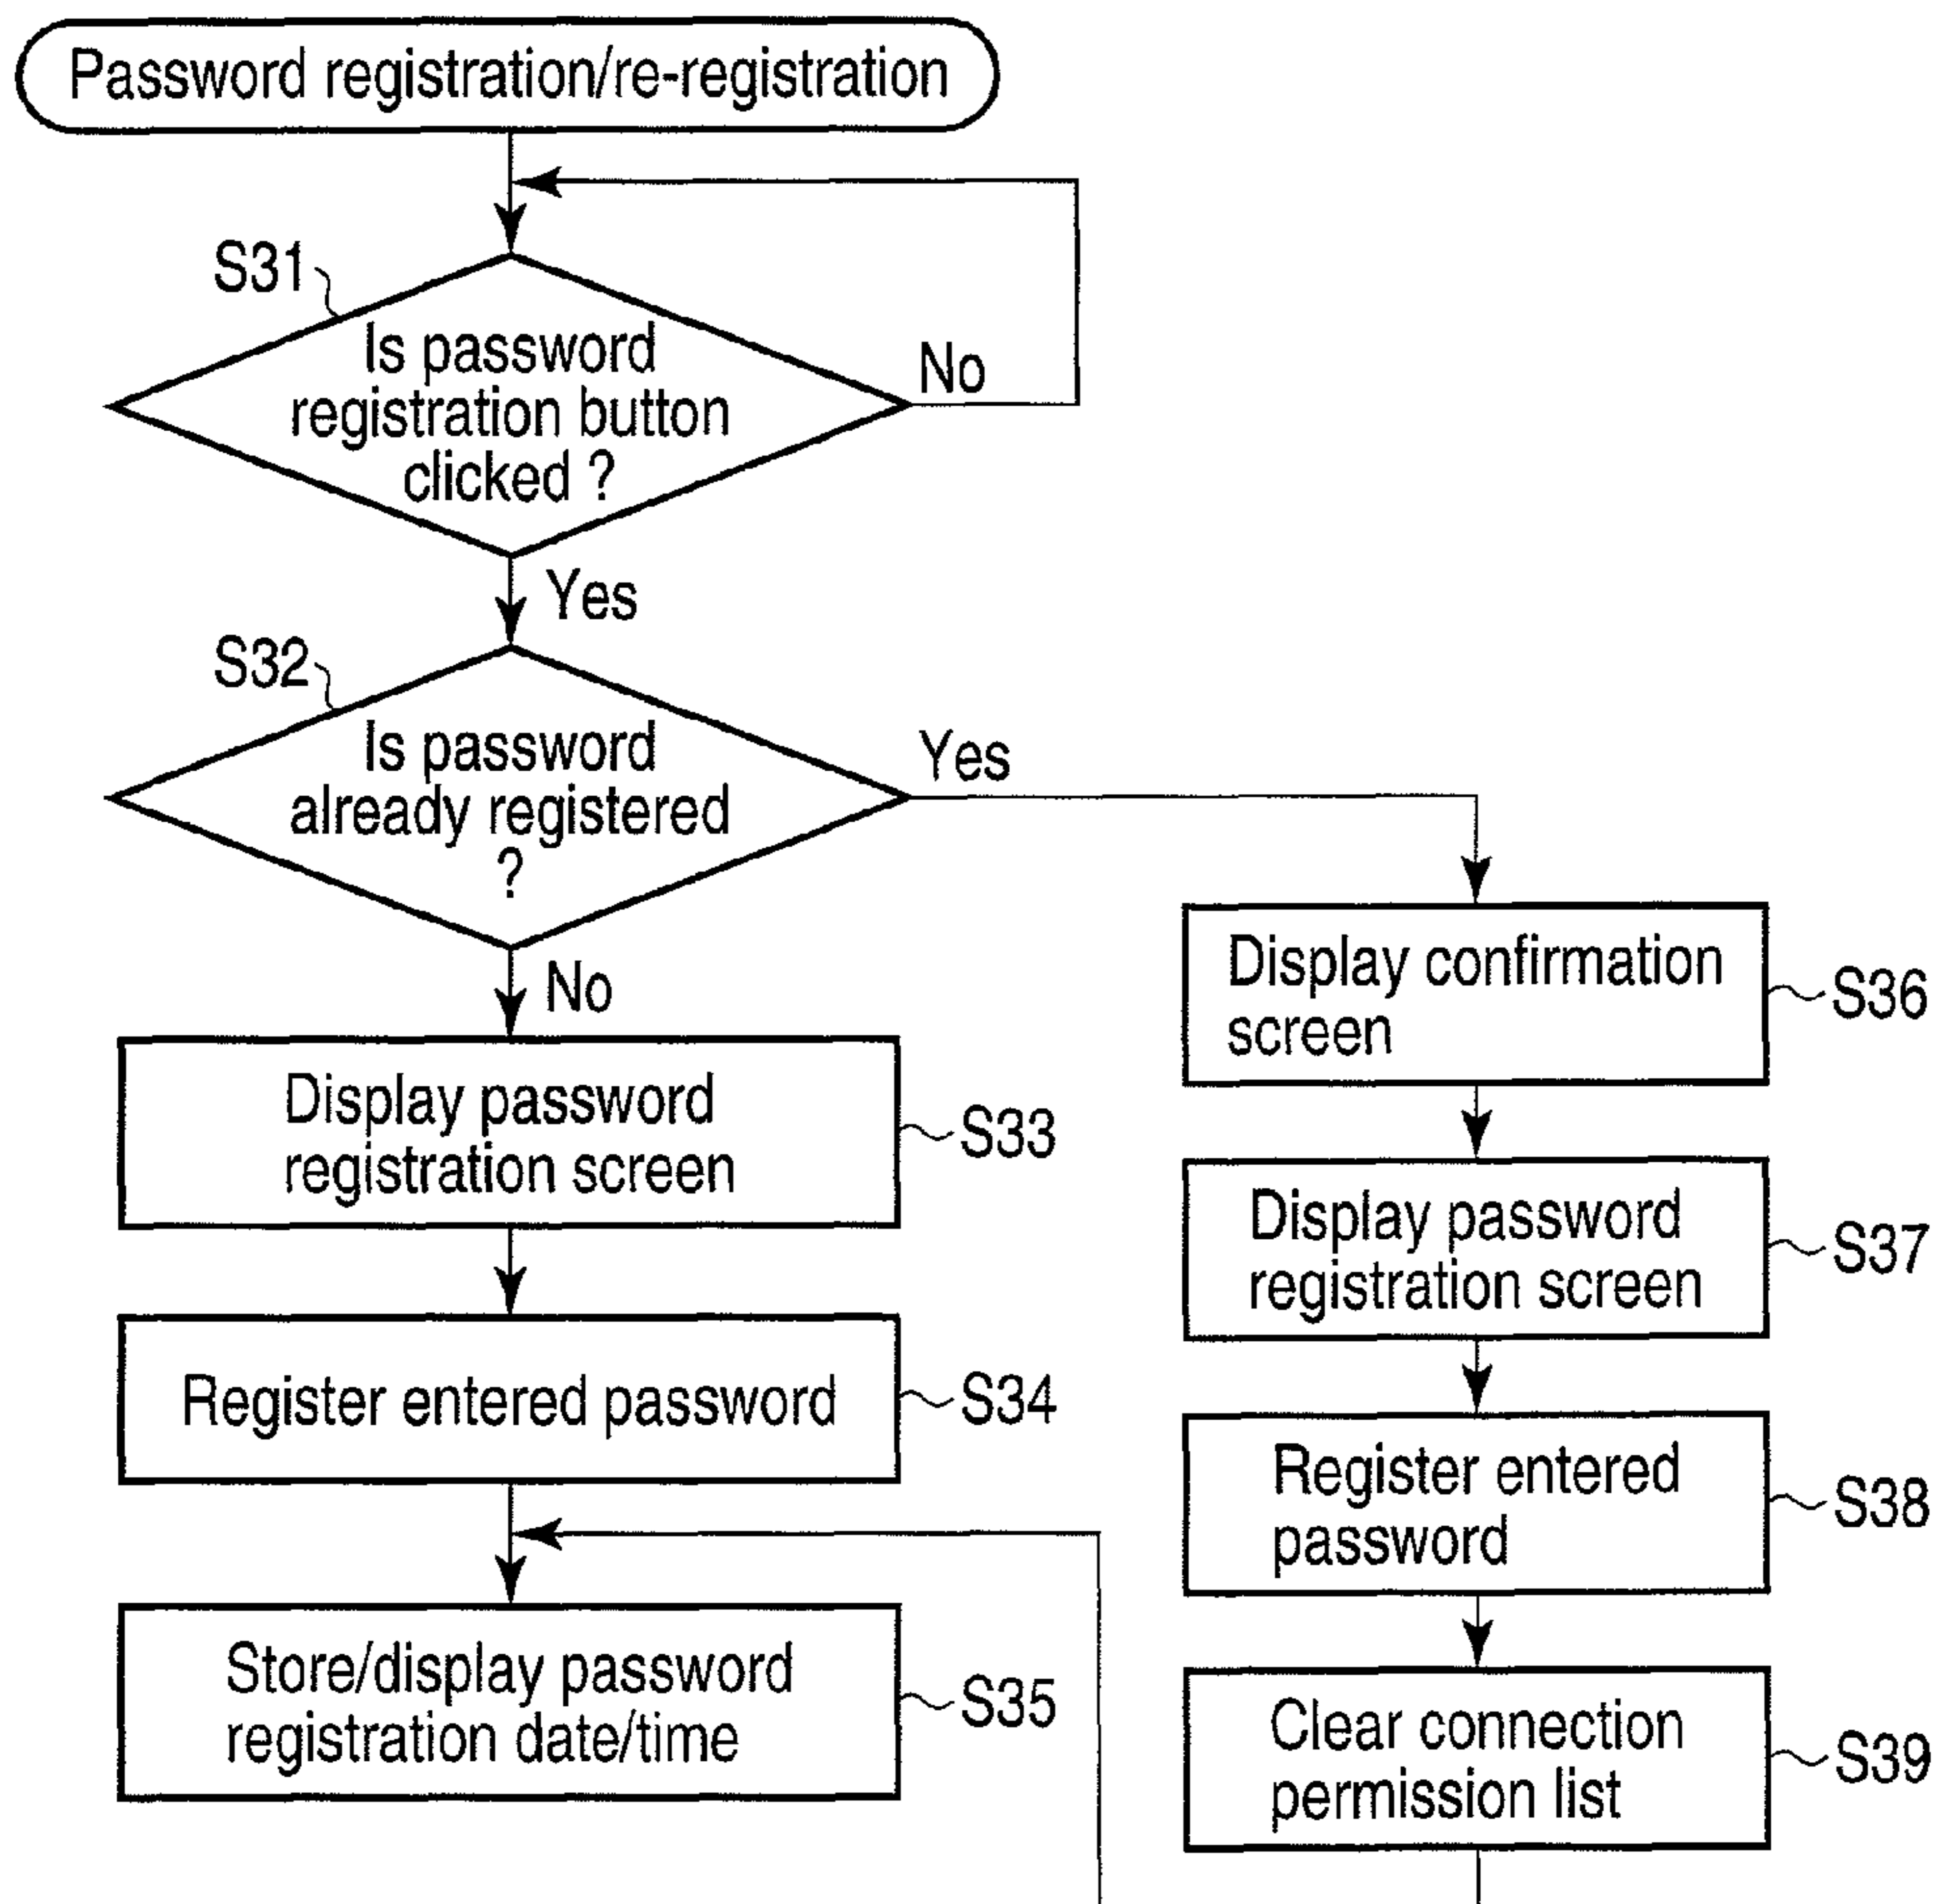 Password registration/re-registration
S31
Is password
registration button
clicked ?
No
Yes
S32
Is password
already registered
?
Yes
No
Display password
registration screen
S33
Register entered password
S34
Store/display password
registration date/time
S35
Display confirmation
screen
S36
Display password
registration screen
S37
Register entered
password
S38
Clear connection
permission list
S39